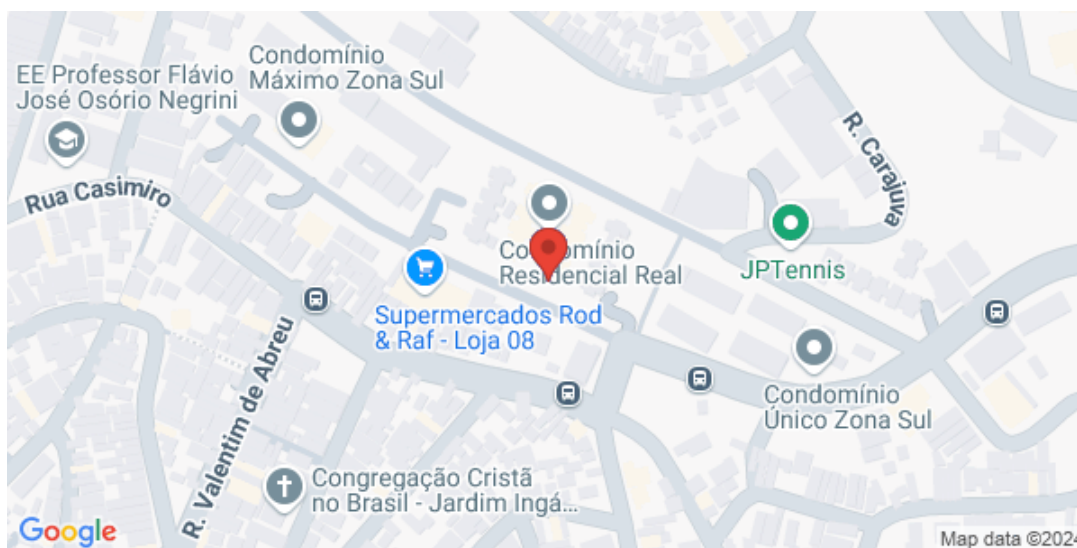 Condomínio
Máximo Zona Sul
EE Professor Flávio
José Osório Negrini
R. Carajuva
Rua Casimiro
Condomínio
Residencial Real
JPTennis
Supermercados Rod
& Raf - Loja 08
R. Valentim de Abreu
Condomínio
Único Zona Sul
Congregação Cristã
no Brasil - Jardim Ingá...
Google
Map data ©2024